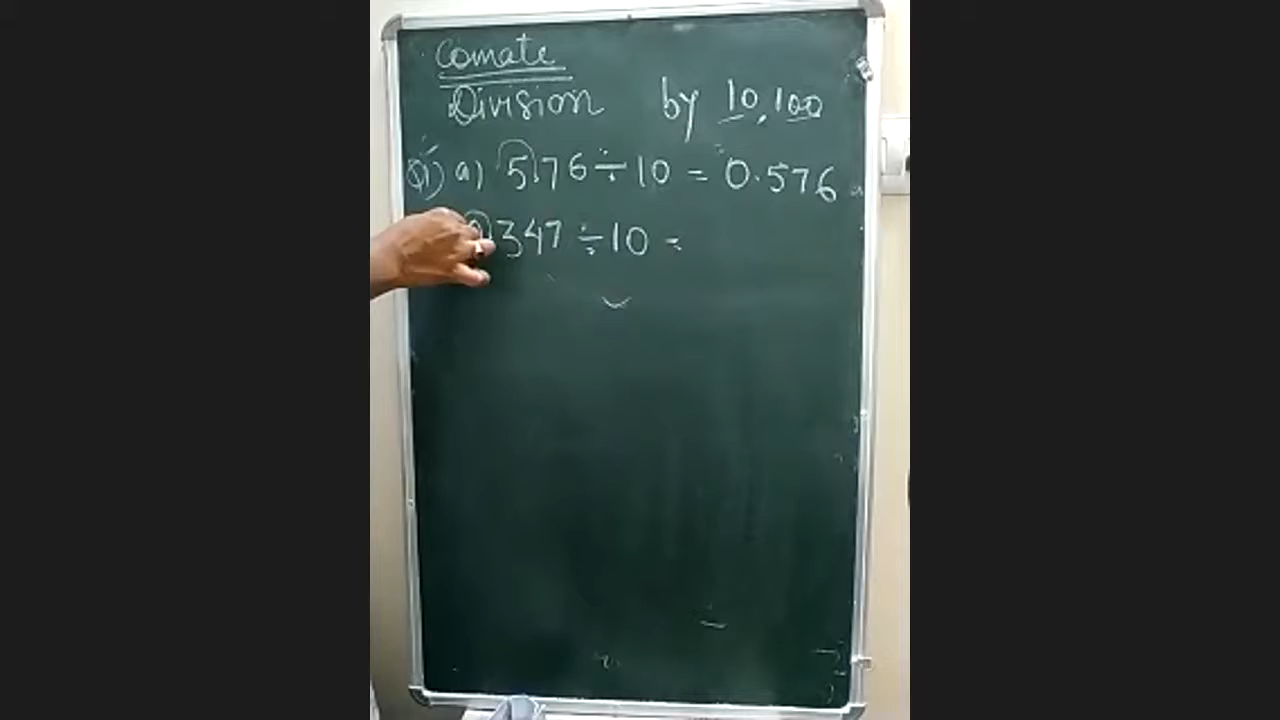 Comate
Division by 10, 100
Q1) a) 5.76 ÷ 10 = 0.576
.347 ÷ 10 =